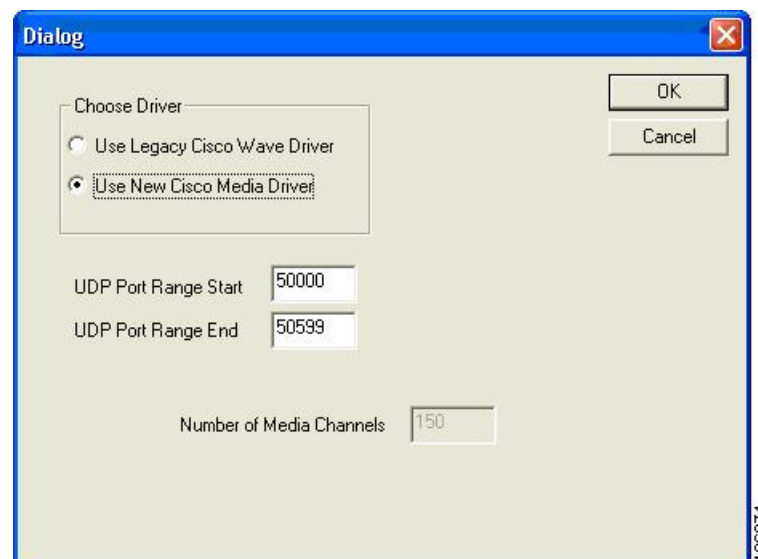 Dialog
OK
Cancel
Choose Driver
Use Legacy Cisco Wave Driver
Use New Cisco Media Driver
UDP Port Range Start 50000
UDP Port Range End 50599
Number of Media Channels 150